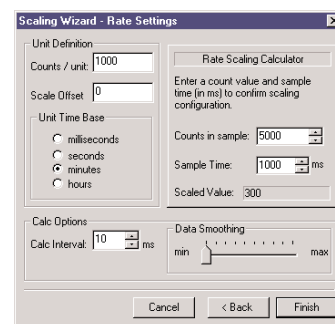 Scaling Wizard - Rate Settings
Unit Definition
Counts / unit: 1000
Scale Offset 0
Unit Time Base
milliseconds
seconds
minutes
hours
Rate Scaling Calculator
Enter a count value and sample
time (in ms) to confirm scaling
configuration.
Counts in sample: 5000
Sample Time: 1000 ms
Scaled Value: 300
Calc Options
Calc Interval: 10 ms
Data Smoothing
min max
Cancel < Back Finish